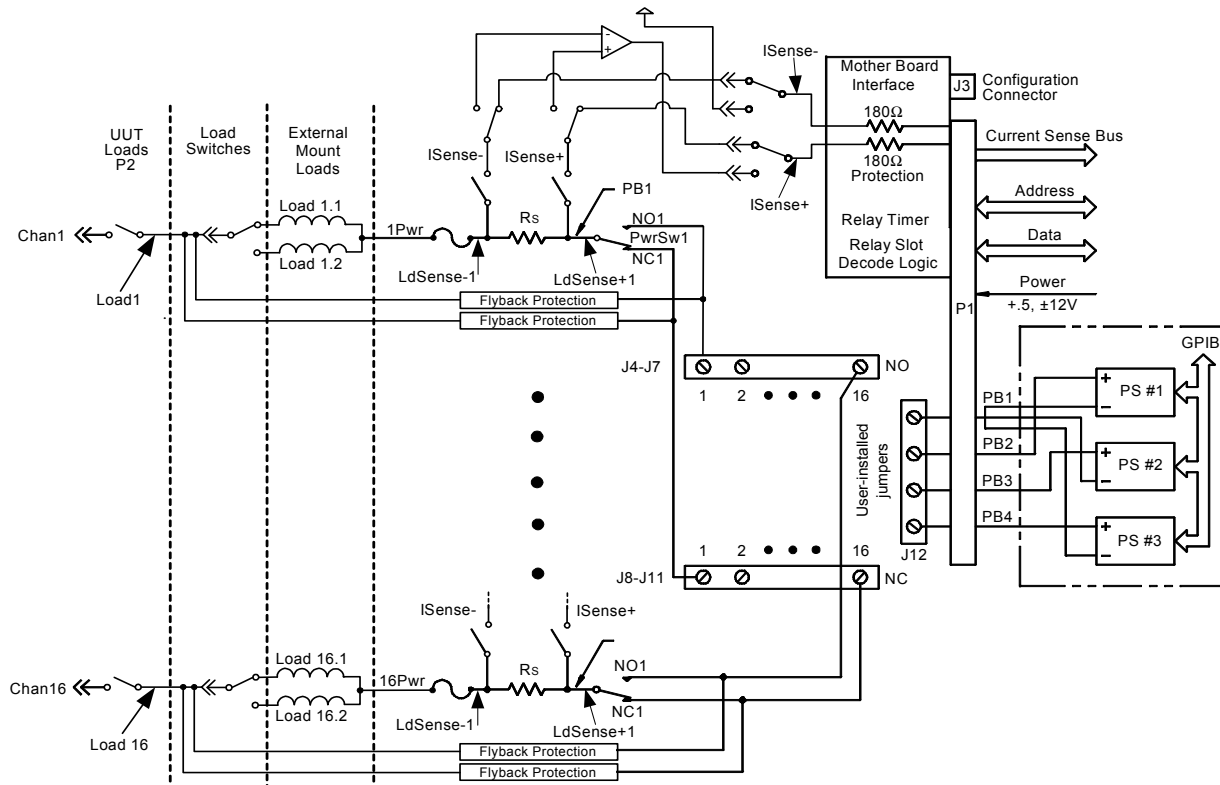 ISense-
-
+
Mother Board
Interface
J3
Configuration
Connector
180Ω
180Ω
Protection
ISense+
Relay Timer
Relay Slot
Decode Logic
P1
Current Sense Bus
Address
Data
Power
+.5, ±12V
UUT
Loads
P2
Load
Switches
External
Mount
Loads
ISense-
ISense+
PB1
Chan1
Load1
Load 1.1
Load 1.2
1Pwr
Rs
NO1
PwrSw1
NC1
LdSense-1
LdSense+1
Flyback Protection
Flyback Protection
J4-J7
NO
1
2
16
User-installed
jumpers
J12
PB1
PB2
PB3
PB4
GPIB
+
PS #1
-
+
PS #2
-
+
PS #3
-
1
2
16
J8-J11
NC
ISense-
ISense+
Chan16
Load 16
Load 16.1
Load 16.2
16Pwr
Rs
NO1
NC1
LdSense-1
LdSense+1
Flyback Protection
Flyback Protection